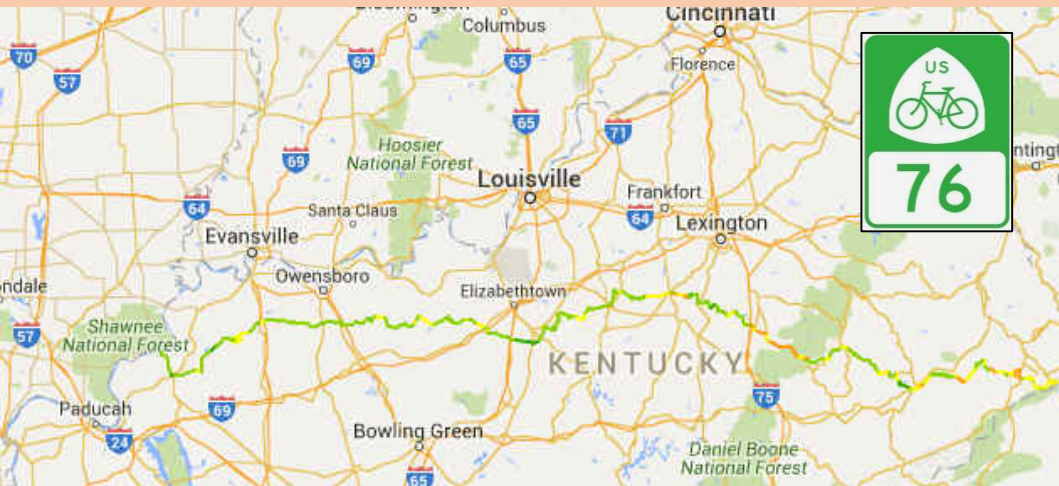 Columbus
Cincinnati
70
69
65
Florence
57
US
65
71
Hoosier
National Forest
69
Louisville
Frankfort
76
64
Santa Claus
64
Lexington
Evansville
Owensboro
Elizabethtown
57
Shawnee
National Forest
KENTUCKY
75
Paducah
69
24
Bowling Green
Daniel Boone
National Forest
65